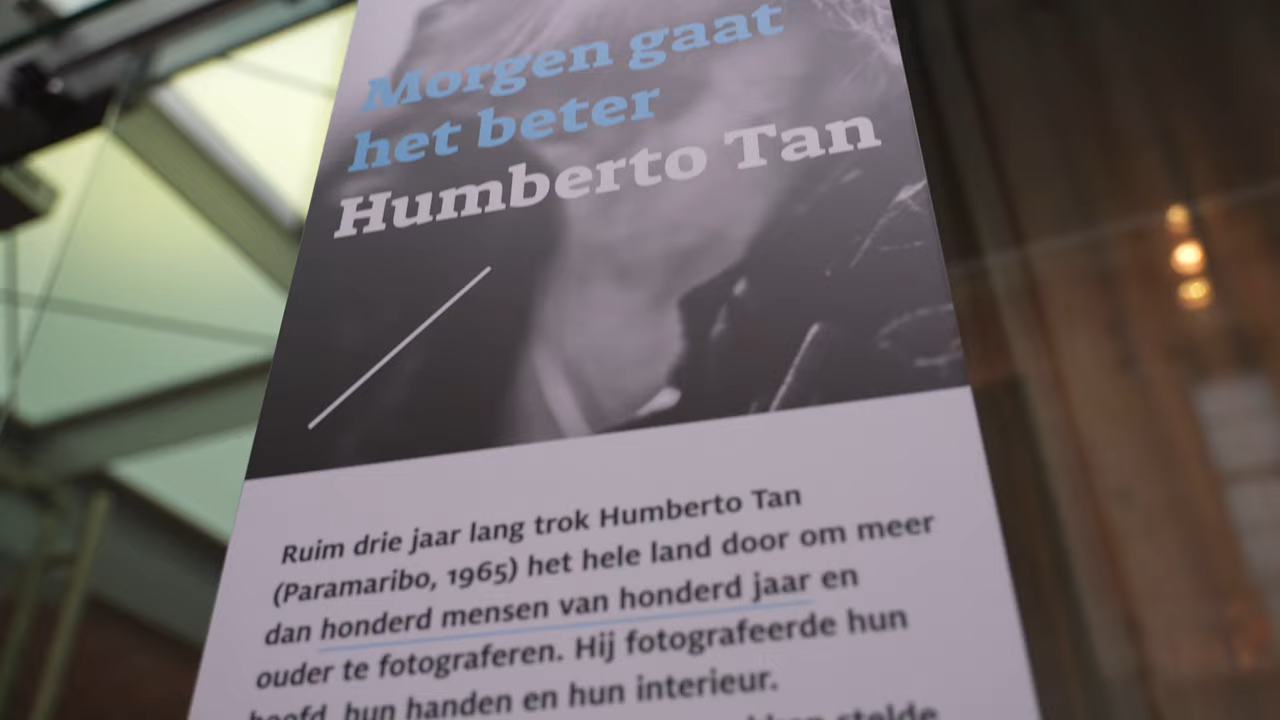 Morgen gaat
het beter
Humberto Tan
Ruim drie jaar lang trok Humberto Tan
(Paramaribo, 1965) het hele land door om meer
dan honderd mensen van honderd jaar en
ouder te fotograferen. Hij fotografeerde hun
hoofd, hun handen en hun interieur.
stelde